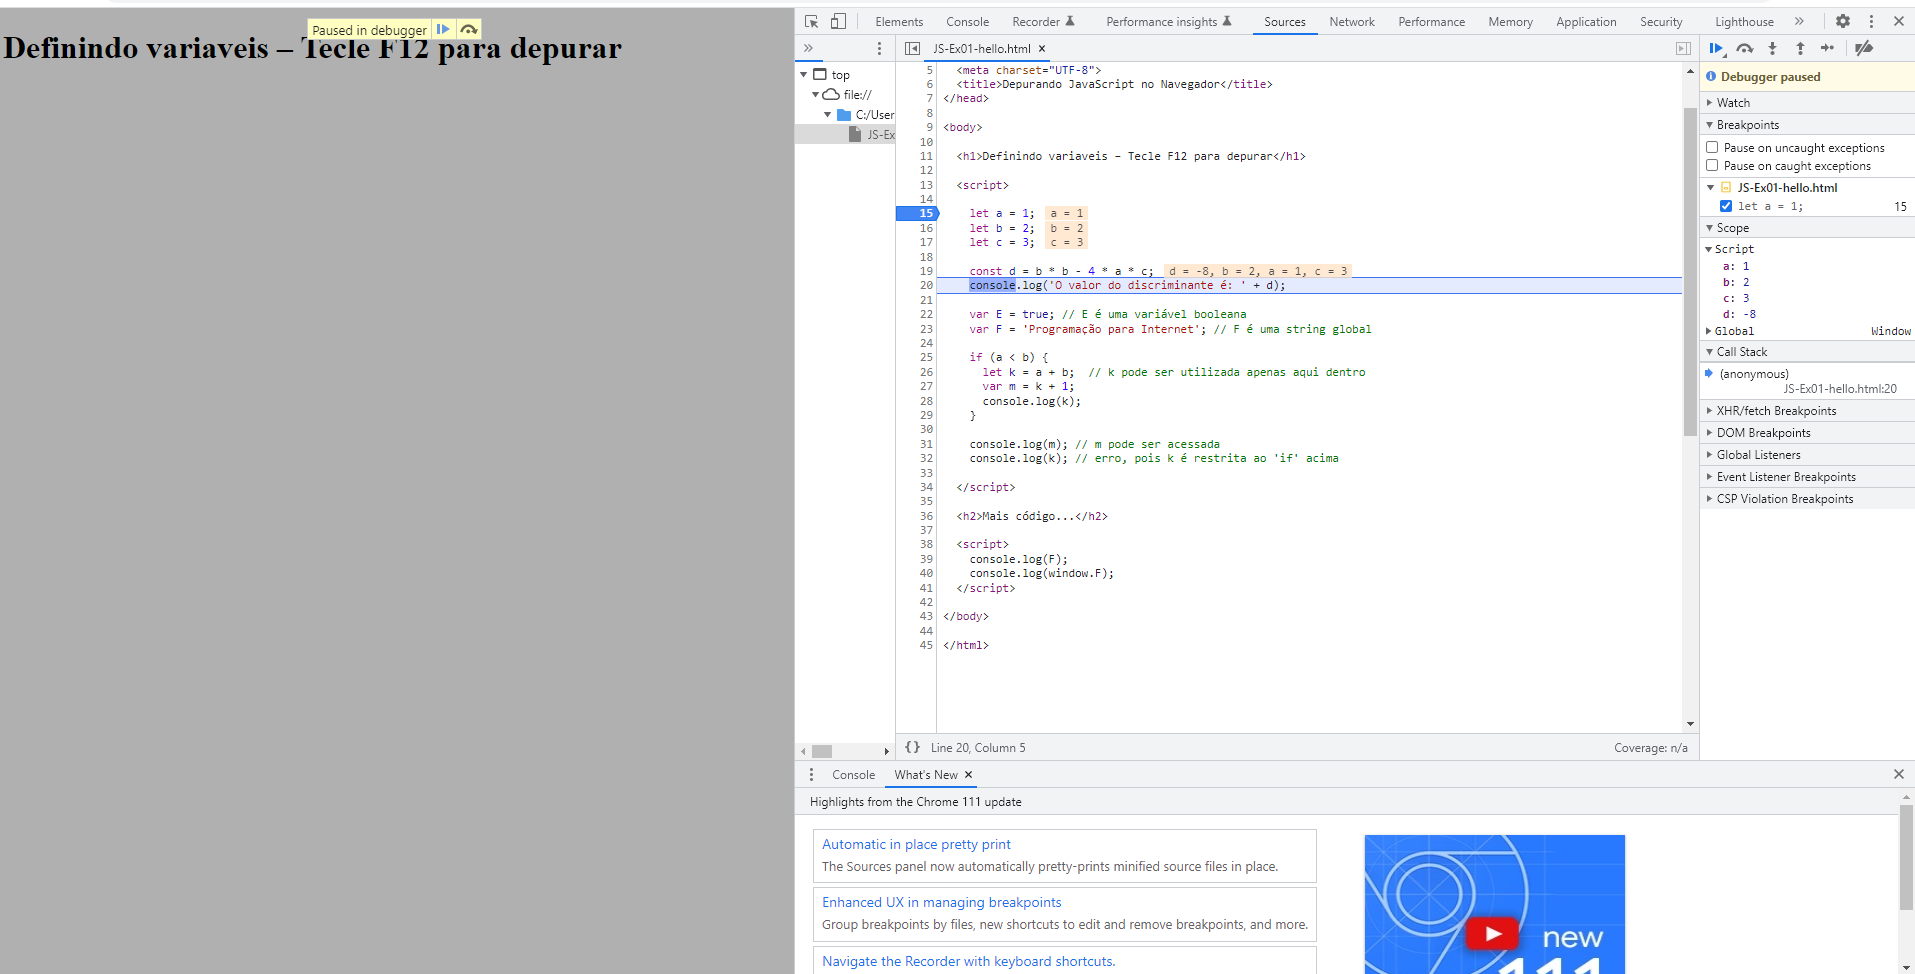 Paused in debugger
Definindo variaveis – Tecle F12 para depurar
Elements Console Recorder Performance insights Sources Network Performance Memory Application Security Lighthouse
JS-Ex01-hello.html
top
file://
C:/User
JS-Ex
5 <meta charset="UTF-8">
6 <title>Depurando JavaScript no Navegador</title>
7 </head>
8
9 <body>
10
11 <h1>Definindo variaveis – Tecle F12 para depurar</h1>
12
13 <script>
14
15 let a = 1; a = 1
16 let b = 2; b = 2
17 let c = 3; c = 3
18
19 const d = b * b - 4 * a * c; d = -8, b = 2, a = 1, c = 3
20 console.log('O valor do discriminante é: ' + d);
21
22 var E = true; // E é uma variável booleana
23 var F = 'Programação para Internet'; // F é uma string global
24
25 if (a < b) {
26 let k = a + b; // k pode ser utilizada apenas aqui dentro
27 var m = k + 1;
28 console.log(k);
29 }
30
31 console.log(m); // m pode ser acessada
32 console.log(k); // erro, pois k é restrita ao 'if' acima
33
34 </script>
35
36 <h2>Mais código...</h2>
37
38 <script>
39 console.log(F);
40 console.log(window.F);
41 </script>
42
43 </body>
44
45 </html>
{} Line 20, Column 5 Coverage: n/a
Debugger paused
Watch
Breakpoints
Pause on uncaught exceptions
Pause on caught exceptions
JS-Ex01-hello.html
let a = 1; 15
Scope
Script
a: 1
b: 2
c: 3
d: -8
Global Window
Call Stack
(anonymous)
JS-Ex01-hello.html:20
XHR/fetch Breakpoints
DOM Breakpoints
Global Listeners
Event Listener Breakpoints
CSP Violation Breakpoints
Console What's New
Highlights from the Chrome 111 update
Automatic in place pretty print
The Sources panel now automatically pretty-prints minified source files in place.
Enhanced UX in managing breakpoints
Group breakpoints by files, new shortcuts to edit and remove breakpoints, and more.
Navigate the Recorder with keyboard shortcuts.
new
111